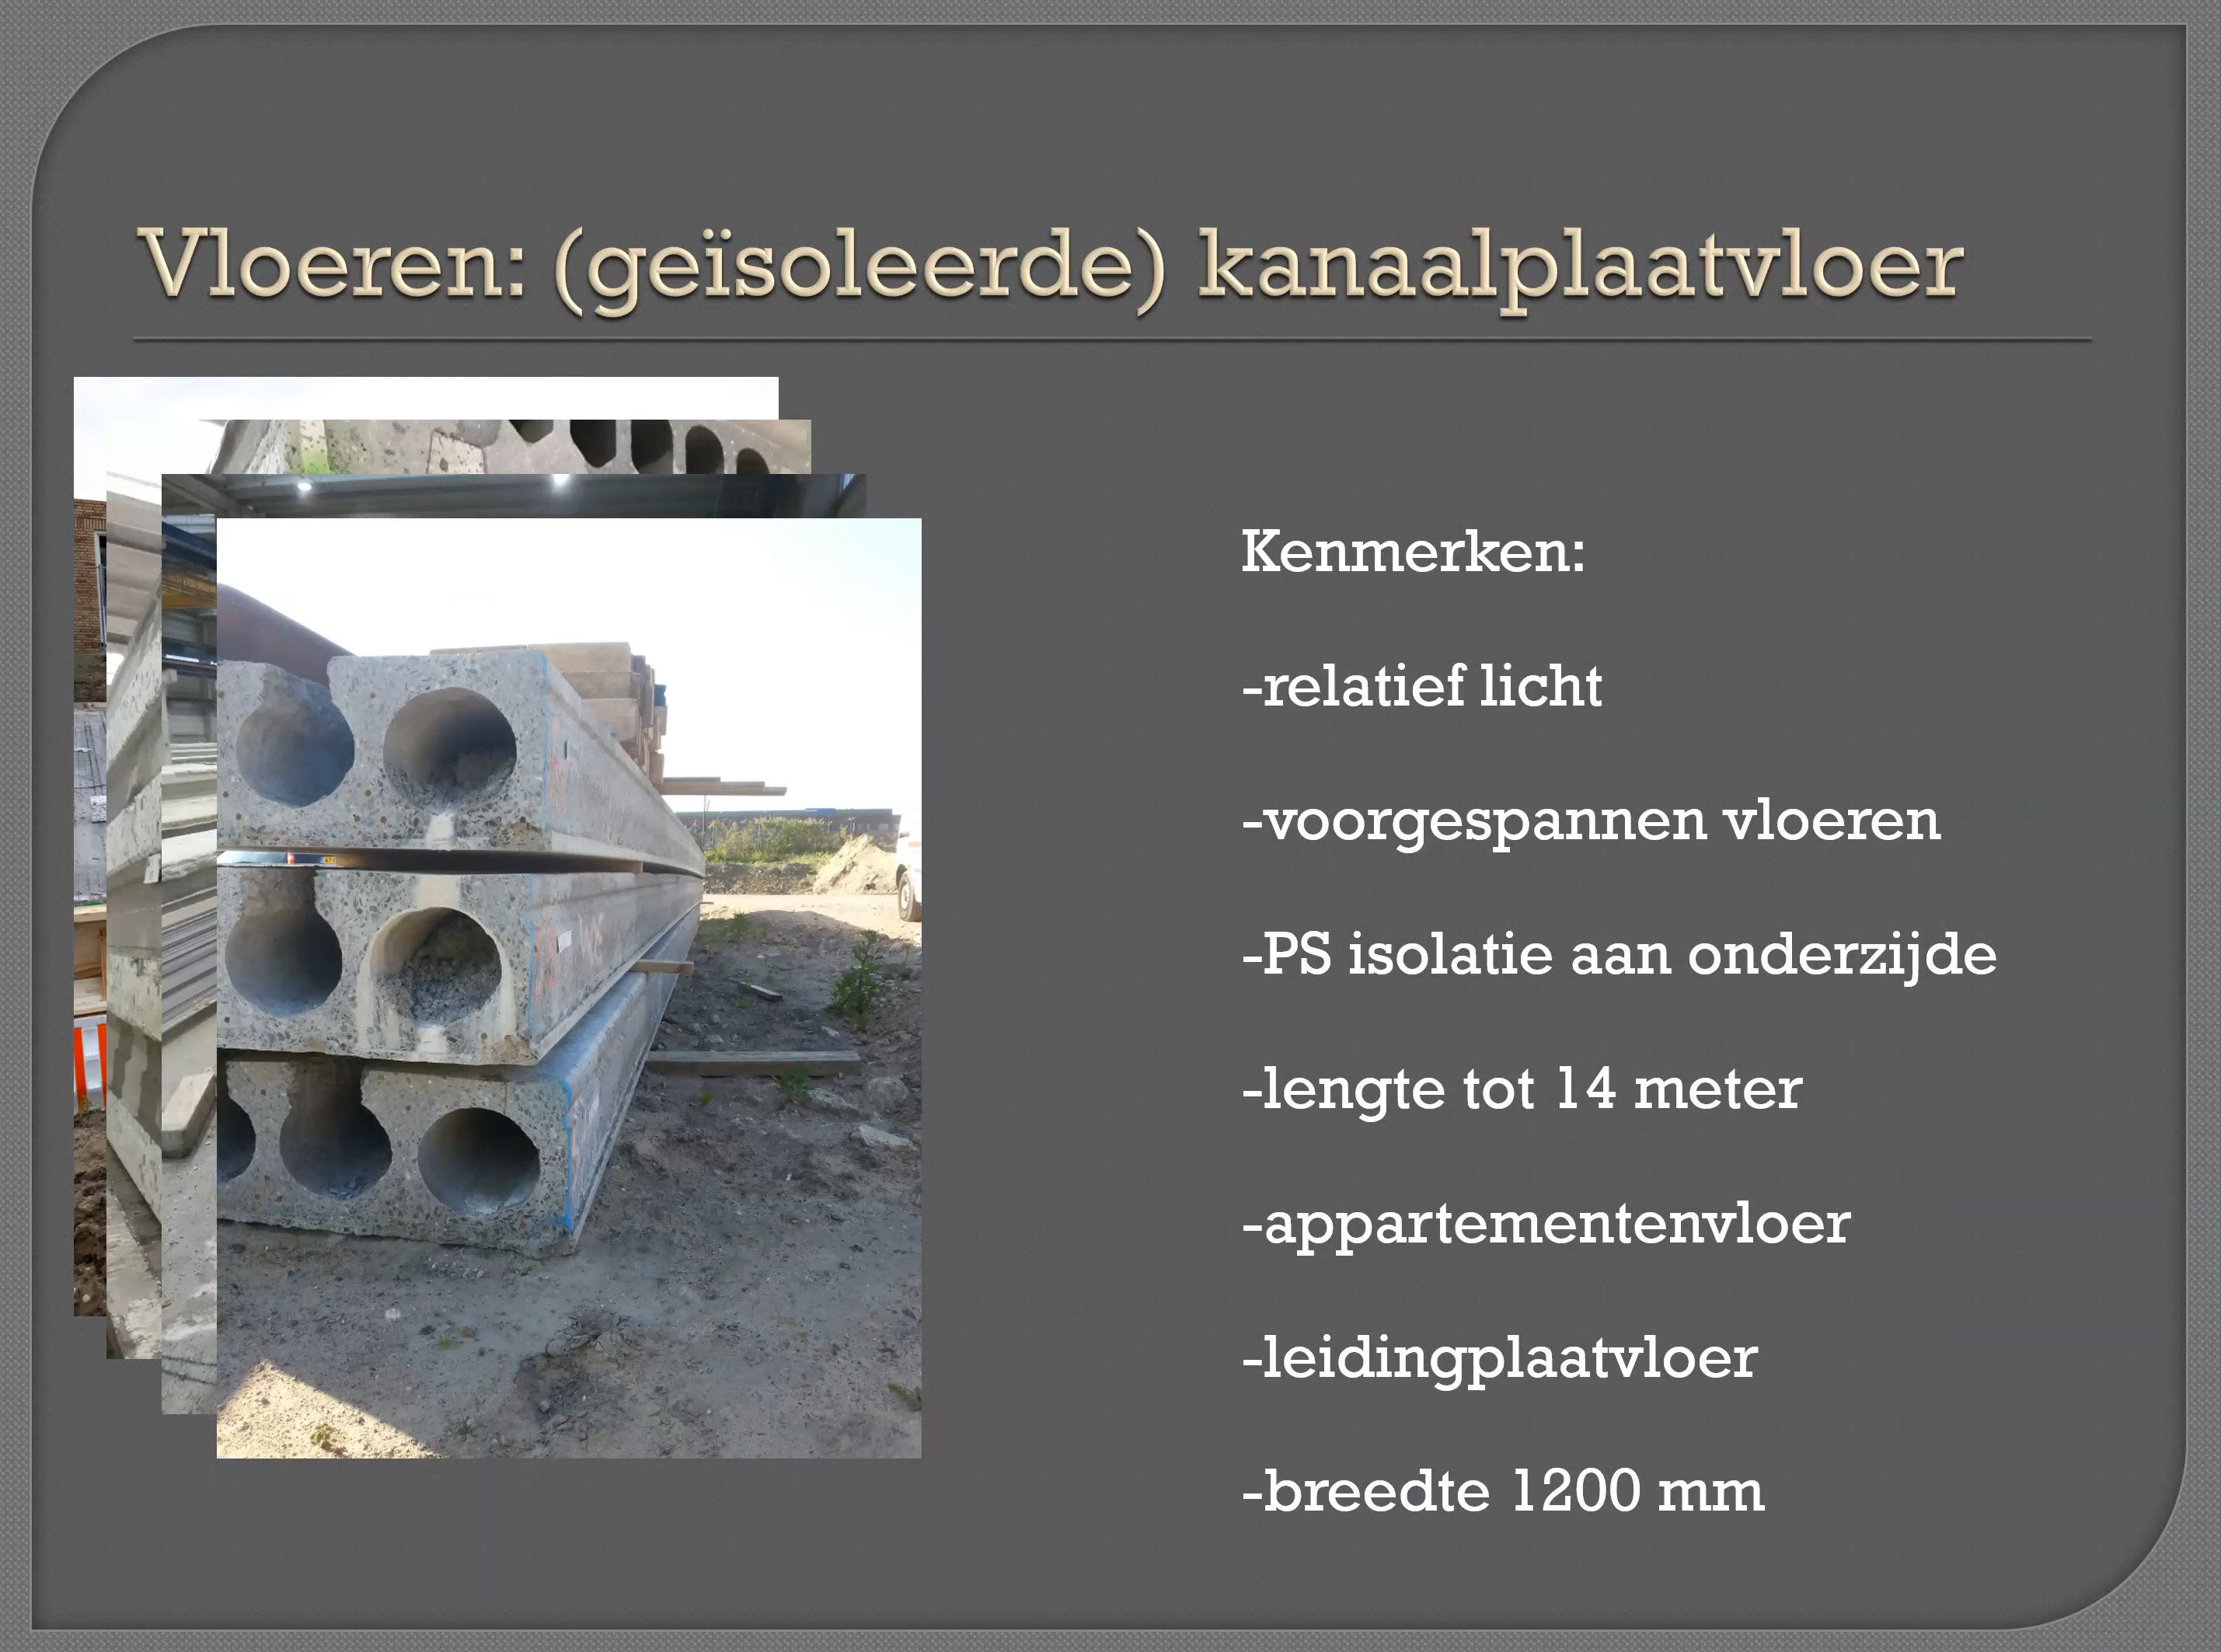 Vloeren: (geïsoleerde) kanaalplaatvloer
Kenmerken:
-relatief licht
-voorgespannen vloeren
-PS isolatie aan onderzijde
-lengte tot 14 meter
-appartementenvloer
-leidingplaatvloer
-breedte 1200 mm